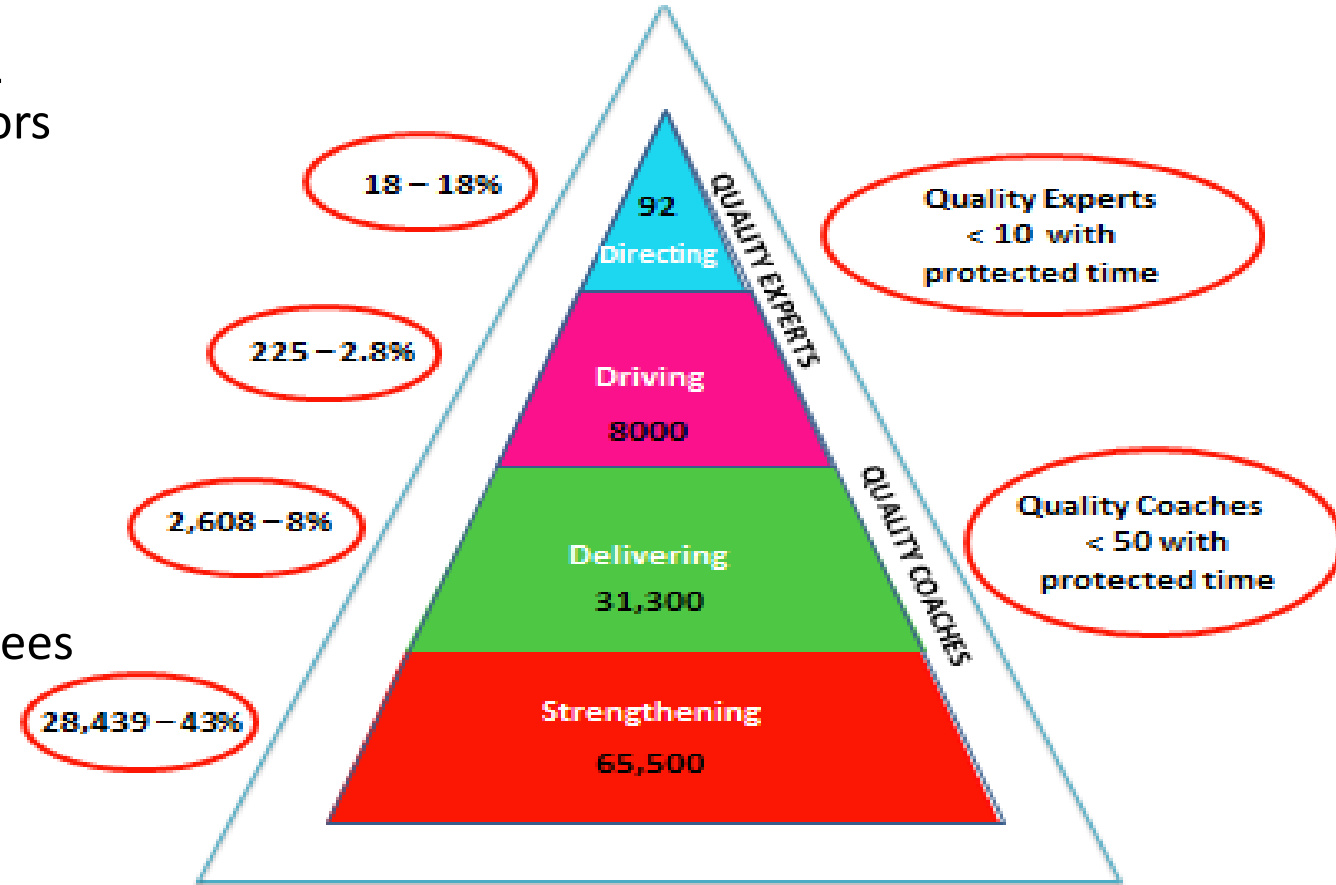 ors
18 – 18%
92
Directing
QUALITY EXPERTS
Quality Experts
< 10 with
protected time
225 – 2.8%
Driving
8000
2,608 – 8%
Delivering
31,300
QUALITY COACHES
Quality Coaches
< 50 with
protected time
ees
28,439 – 43%
Strengthening
65,500